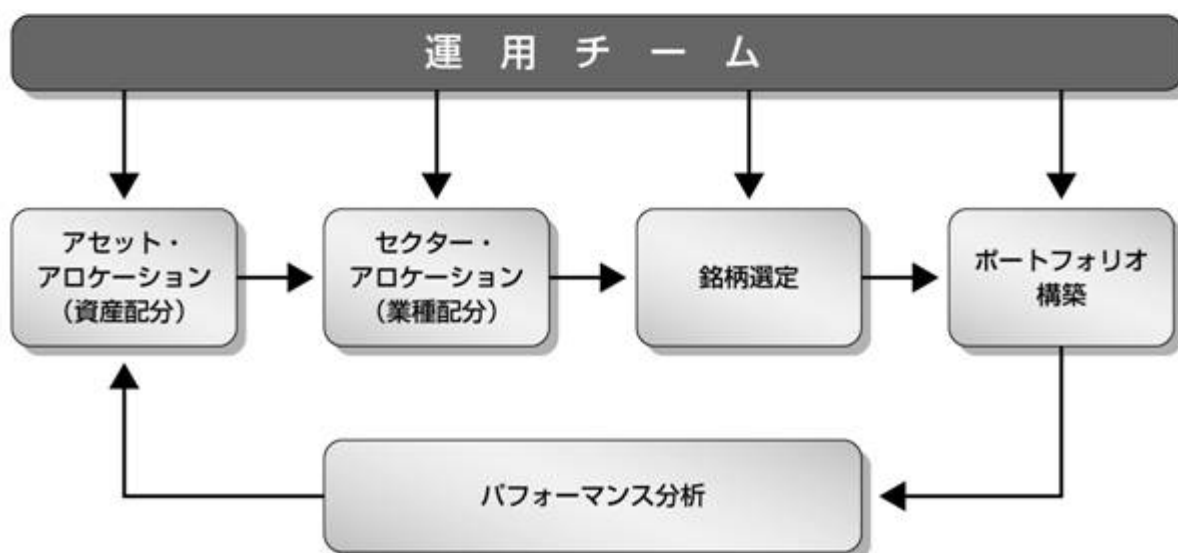 運用チーム
アセット・
アロケーション
（資産配分）
セクター・
アロケーション
（業種配分）
銘柄選定
ポートフォリオ
構築
パフォーマンス分析